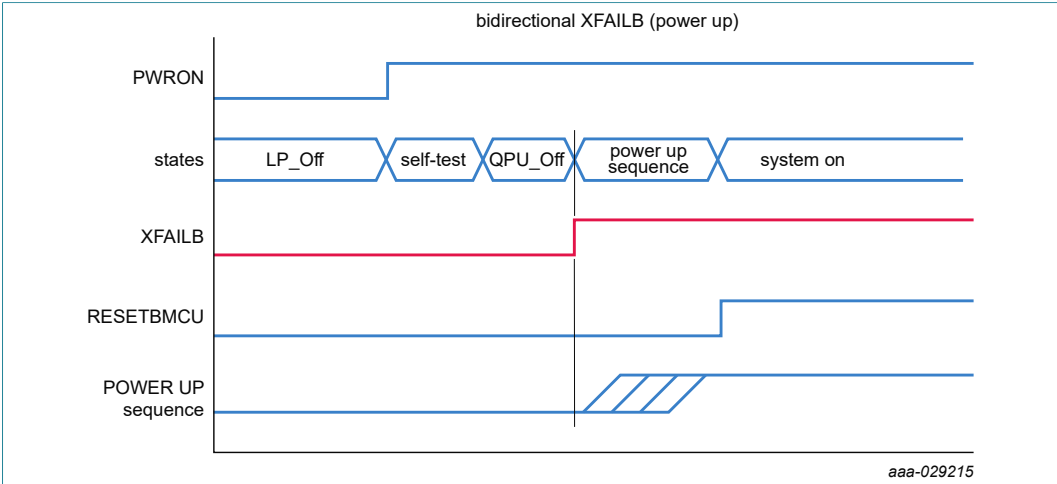 bidirectional XFAILB (power up)
PWRON
states
LP_Off
self-test
QPU_Off
power up
sequence
system on
XFAILB
RESETBMCU
POWER UP
sequence
aaa-029215